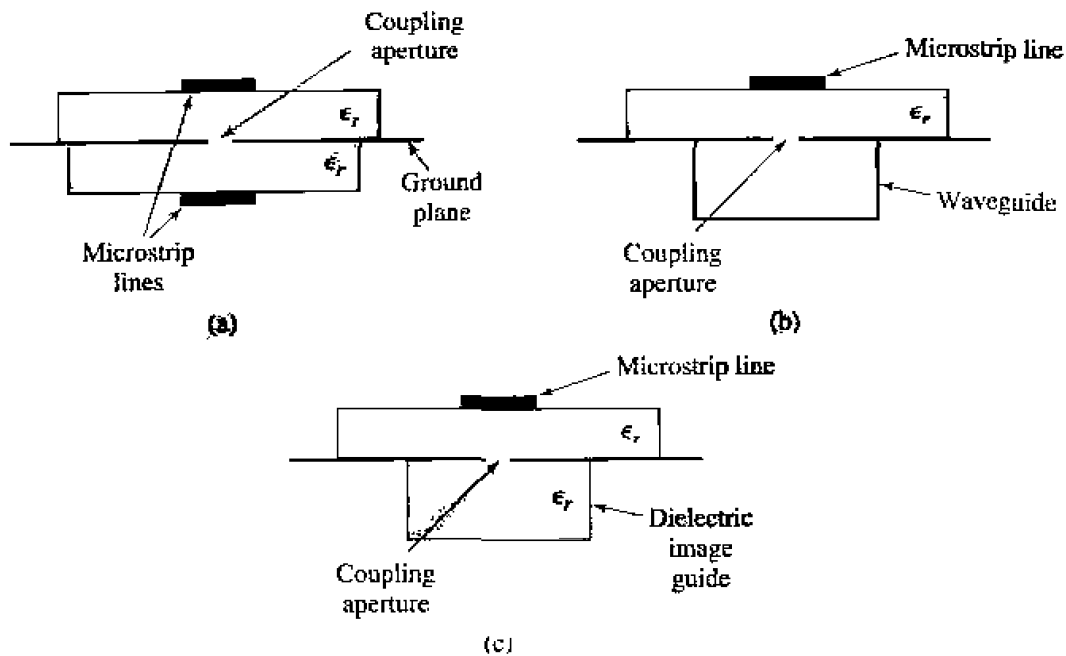 Coupling
aperture
ϵr
ϵr
Ground
plane
Microstrip
lines
(a)
Microstrip line
ϵr
Waveguide
Coupling
aperture
(b)
Microstrip line
ϵr
ϵr
Dielectric
image
guide
Coupling
aperture
(c)